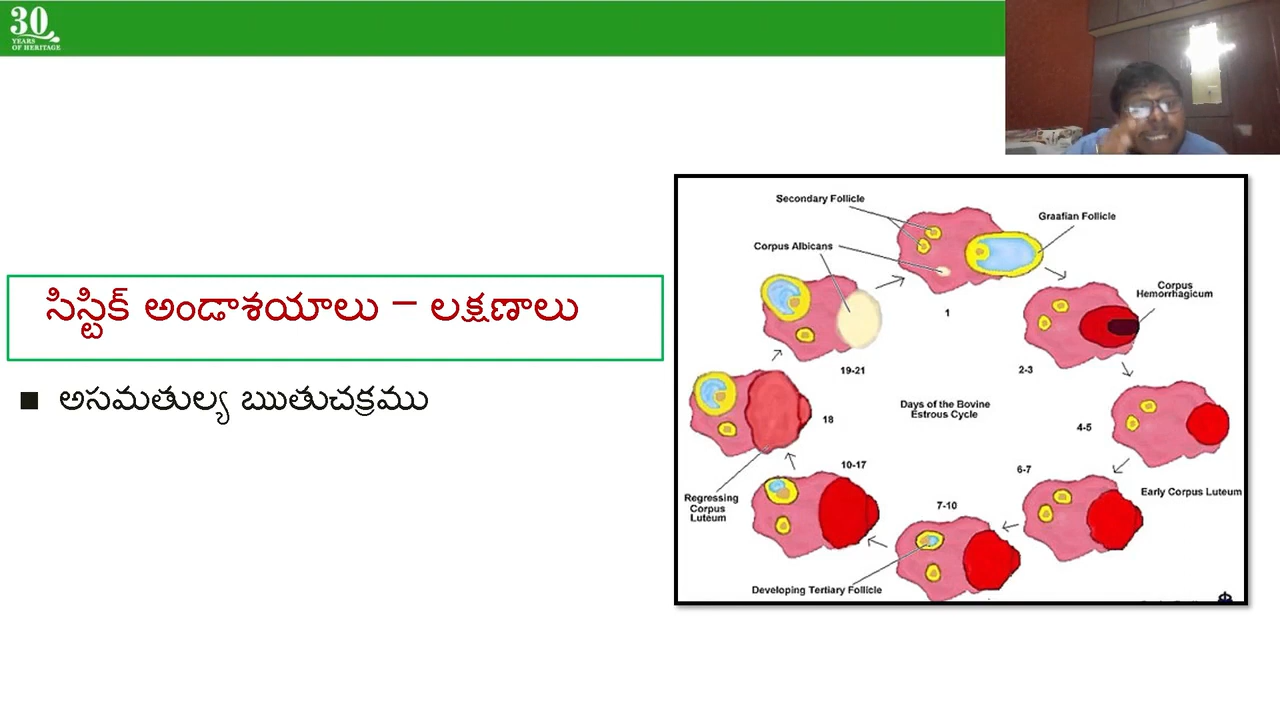 30
YEARS
OF HERITAGE
సిస్టిక్ అండాశయాలు – లక్షణాలు
■ అసమతుల్య ఋతుచక్రము
Secondary Follicle
Graafian Follicle
Corpus Albicans
Corpus
Hemorrhagicum
1
2-3
19-21
Days of the Bovine
Estrous Cycle
18
4-5
10-17
6-7
Regressing
Corpus
Luteum
Early Corpus Luteum
7-10
Developing Tertiary Follicle